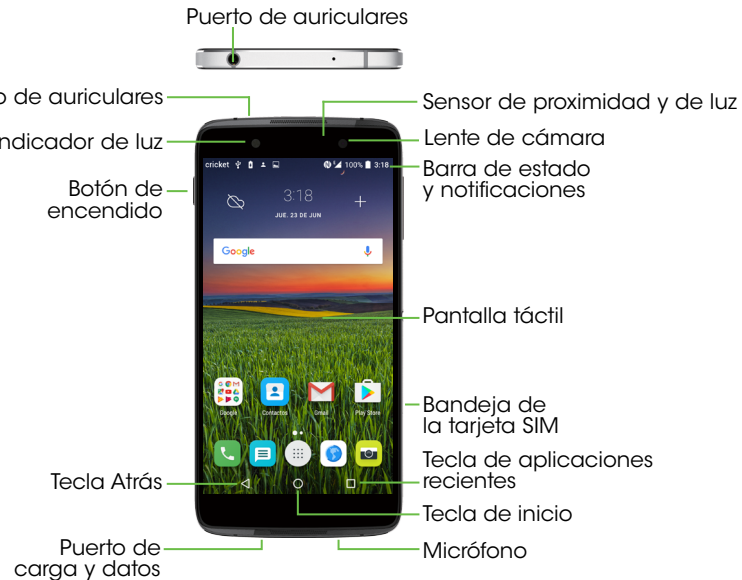 Puerto de auriculares
o de auriculares
Sensor de proximidad y de luz
ndicador de luz
Lente de cámara
Barra de estado
y notificaciones
Botón de
encendido
cricket
100%
3:18
3:18
JUE. 23 DE JUN
Google
Pantalla táctil
Google
Contactos
Gmail
Play Store
Bandeja de
la tarjeta SIM
Tecla de aplicaciones
recientes
Tecla Atrás
Tecla de inicio
Puerto de
carga y datos
Micrófono